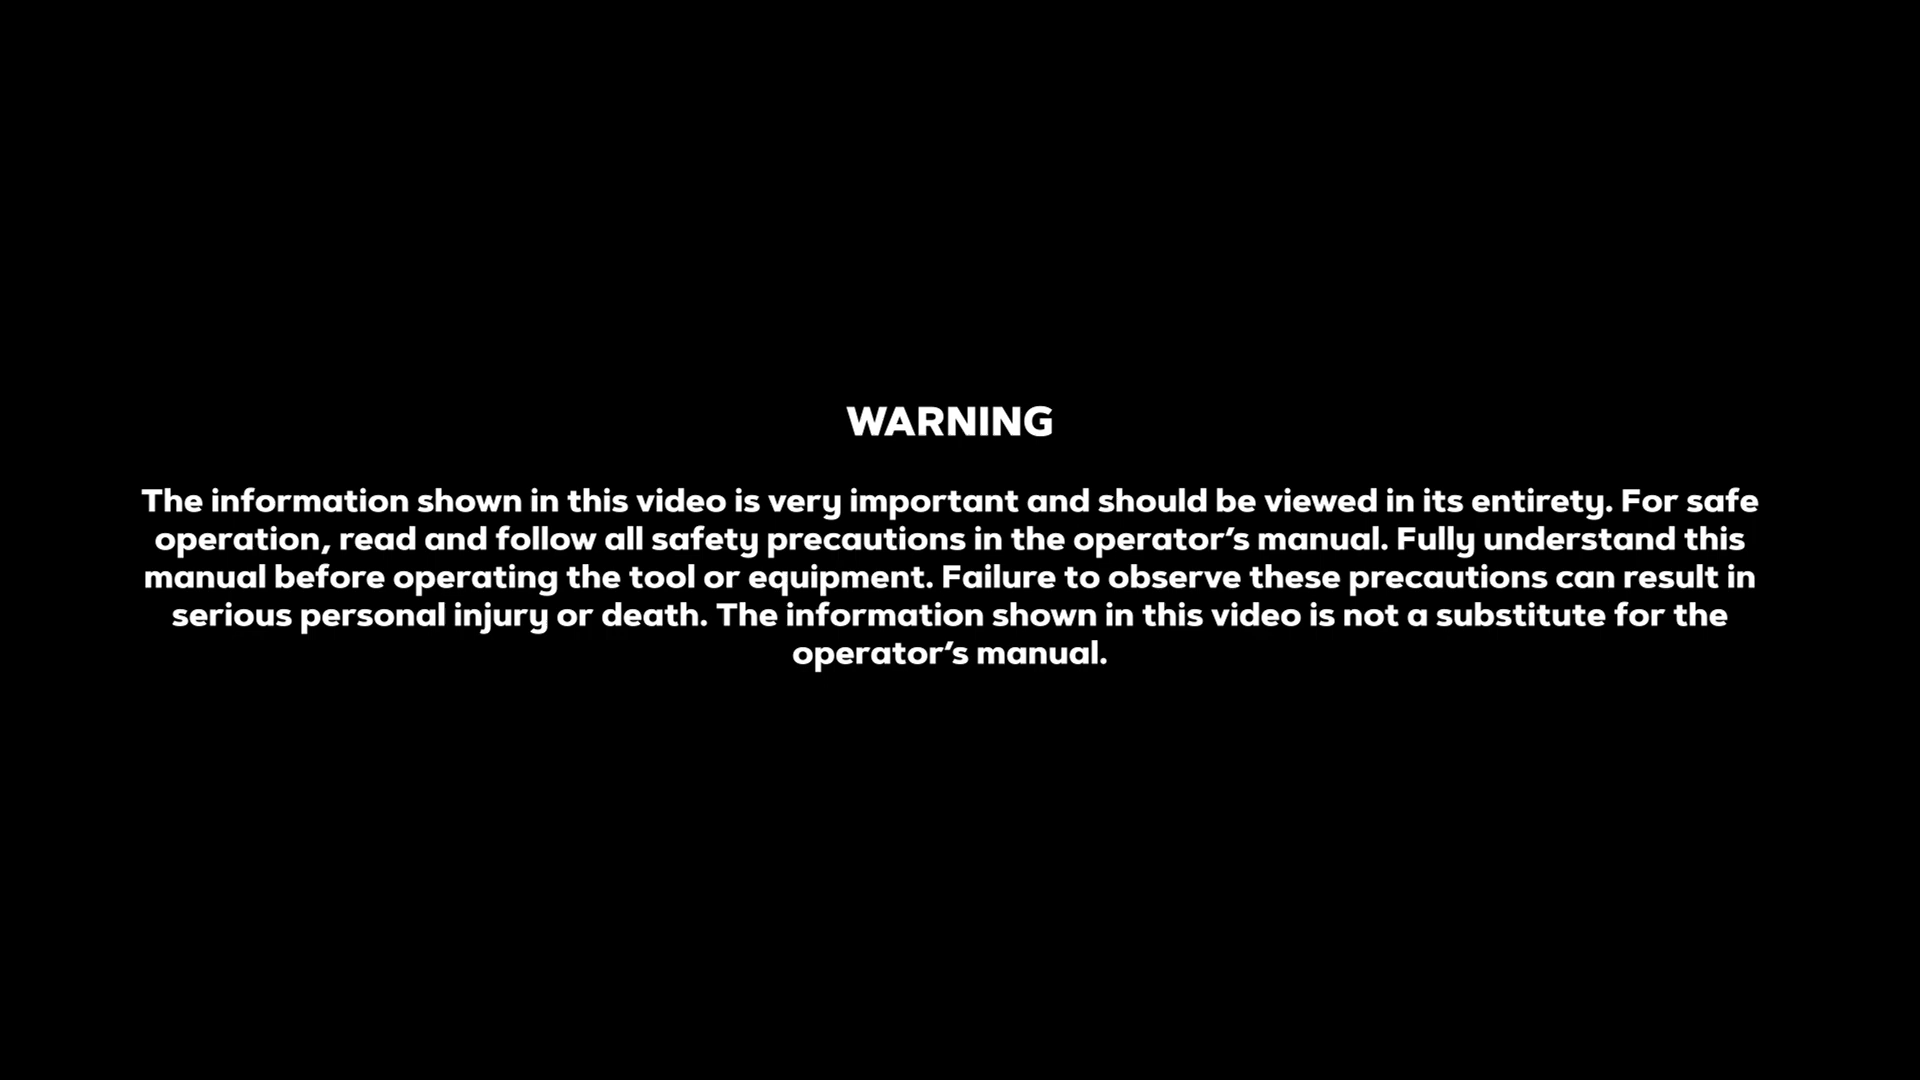 WARNING
The information shown in this video is very important and should be viewed in its entirety. For safe
operation, read and follow all safety precautions in the operator’s manual. Fully understand this
manual before operating the tool or equipment. Failure to observe these precautions can result in
serious personal injury or death. The information shown in this video is not a substitute for the
operator’s manual.